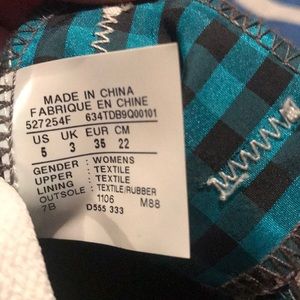 MADE IN CHINA
FABRIQUE EN CHINE
527254F 634TDB9Q00101
US UK EUR CM
5 3 35 22
GENDER : WOMENS
UPPER : TEXTILE
LINING : TEXTILE
OUTSOLE : TEXTILE/RUBBER
7B 1106 M88
D555 333